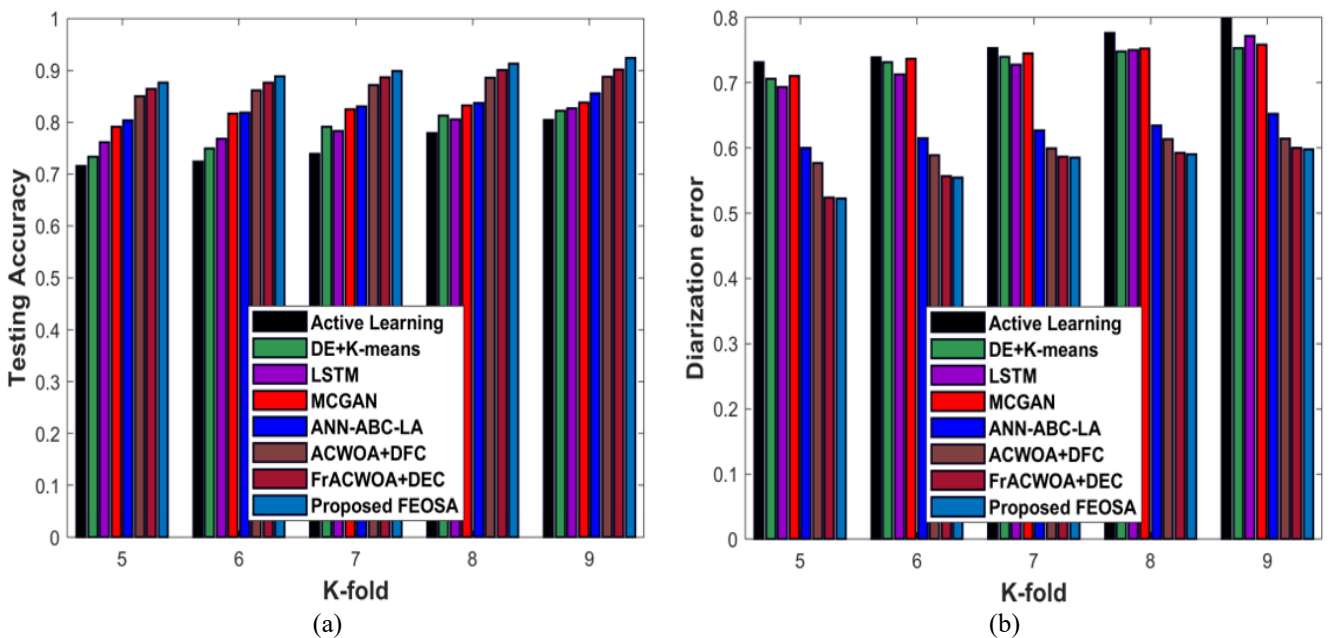 1
0.9
0.8
0.7
0.6
0.5
0.4
0.3
0.2
0.1
0
Testing Accuracy
5 6 7 8 9
K-fold
Active Learning
DE+K-means
LSTM
MCGAN
ANN-ABC-LA
ACWOA+DFC
FrACWOA+DEC
Proposed FEOSA
(a)
0.8
0.7
0.6
0.5
0.4
0.3
0.2
0.1
0
Diarization error
5 6 7 8 9
K-fold
Active Learning
DE+K-means
LSTM
MCGAN
ANN-ABC-LA
ACWOA+DFC
FrACWOA+DEC
Proposed FEOSA
(b)